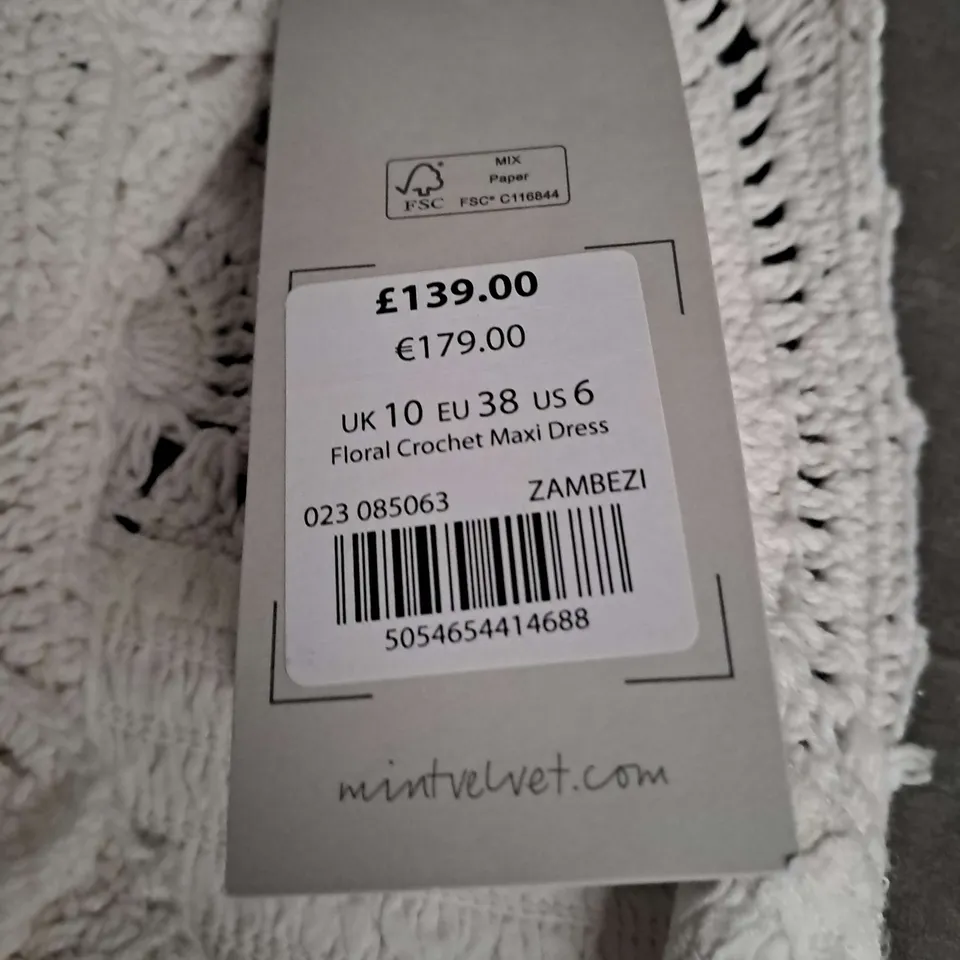 MIX
Paper
FSC
FSC® C116844
£139.00
€179.00
UK 10 EU 38 US 6
Floral Crochet Maxi Dress
023 085063 ZAMBEZI
5054654414688
mintvelvet.com